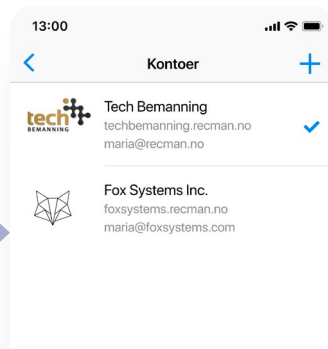 13:00
Kontoer
tech
BEMANNING
Tech Bemanning
techbemanning.recman.no
maria@recman.no
Fox Systems Inc.
foxsystems.recman.no
maria@foxsystems.com